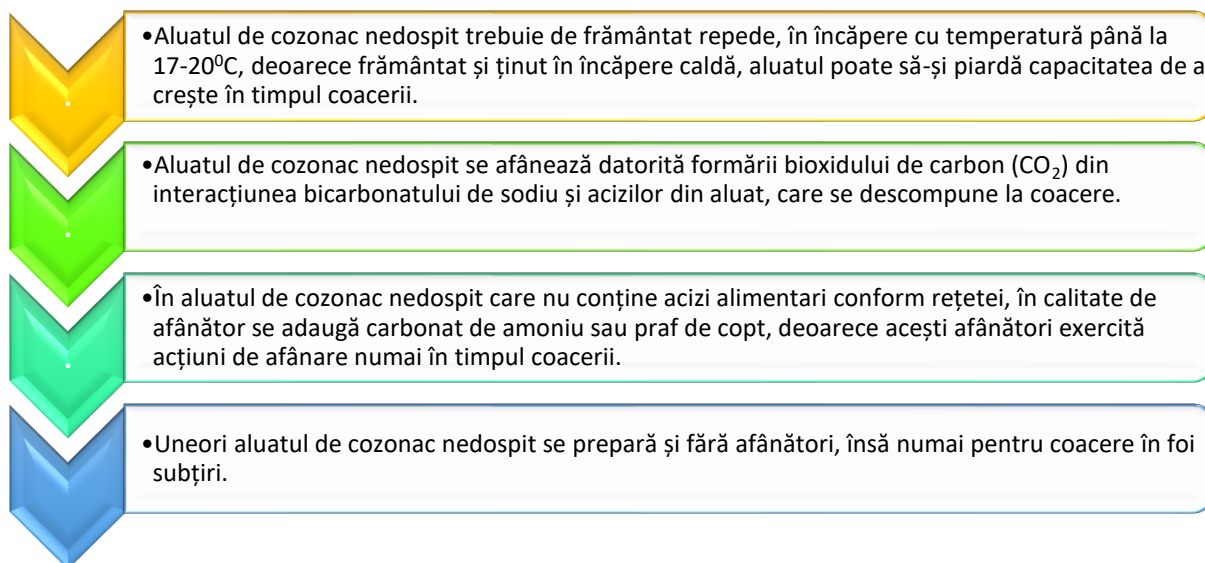 •Aluatul de cozonac nedospit trebuie de frământat repede, în încăpere cu temperatură până la
17-20⁰C, deoarece frământat și ținut în încăpere caldă, aluatul poate să-și piardă capacitatea de a
crește în timpul coacerii.
•Aluatul de cozonac nedospit se afânează datorită formării bioxidului de carbon (CO₂) din
interacțiunea bicarbonatului de sodiu și acizilor din aluat, care se descompune la coacere.
•În aluatul de cozonac nedospit care nu conține acizi alimentari conform rețetei, în calitate de
afânător se adaugă carbonat de amoniu sau praf de copt, deoarece acești afânători exercită
acțiuni de afânare numai în timpul coacerii.
•Uneori aluatul de cozonac nedospit se prepară și fără afânători, însă numai pentru coacere în foi
subțiri.